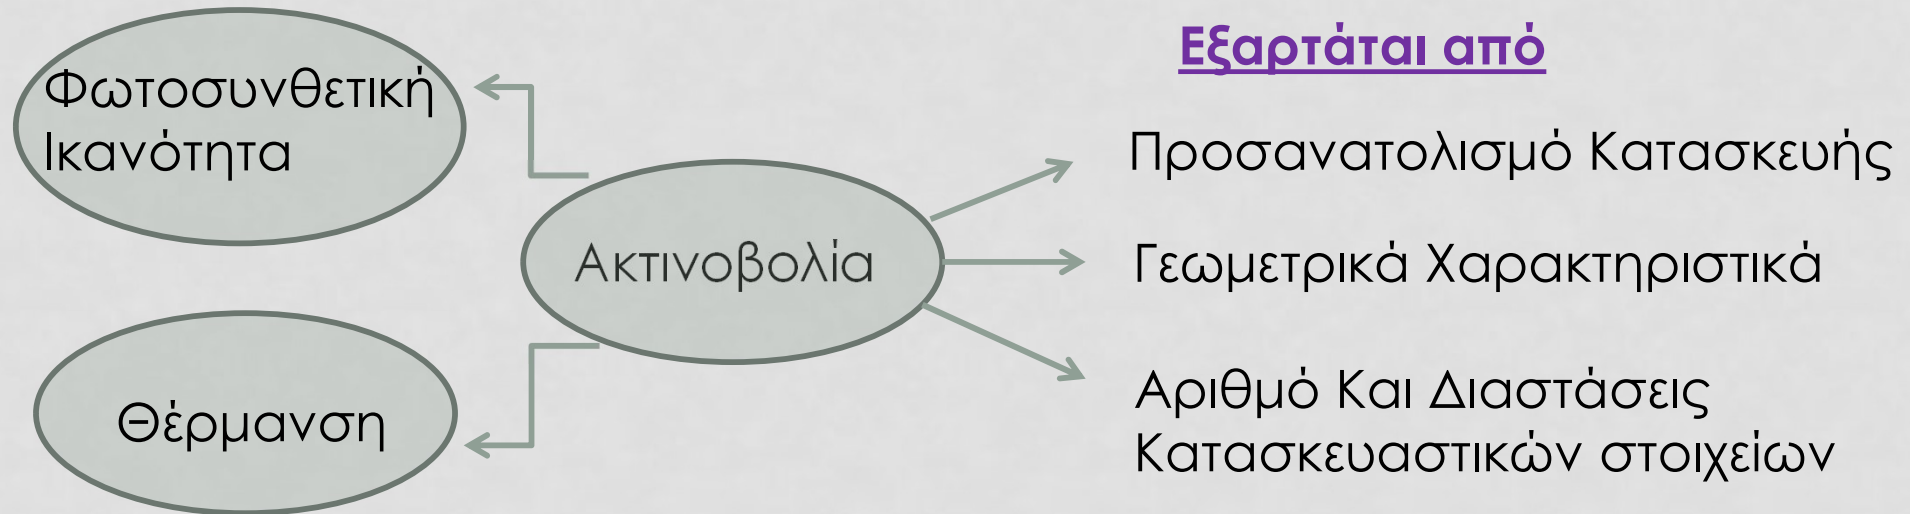 Φωτοσυνθετική
Ικανότητα
Θέρμανση
Ακτινοβολία
Εξαρτάται από
Προσανατολισμό Κατασκευής
Γεωμετρικά Χαρακτηριστικά
Αριθμό Και Διαστάσεις
Κατασκευαστικών στοιχείων